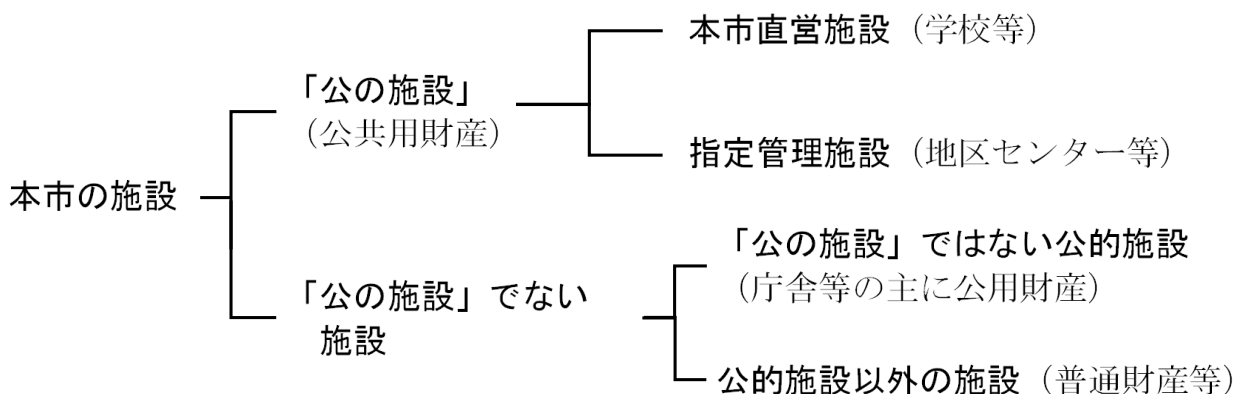 本市の施設
「公の施設」
（公共用財産）
本市直営施設（学校等）
指定管理施設（地区センター等）
「公の施設」でない
施設
「公の施設」ではない公的施設
（庁舎等の主に公用財産）
公的施設以外の施設（普通財産等）